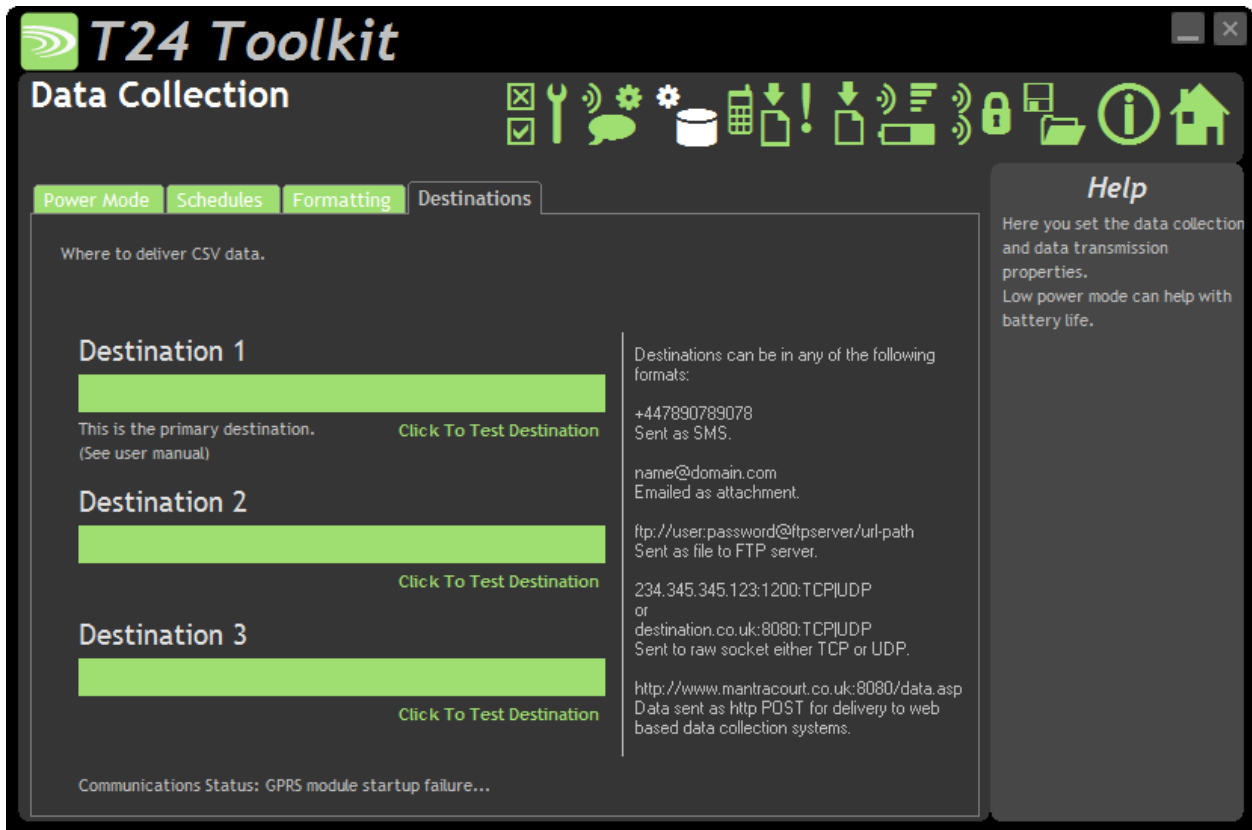 T24 Toolkit
Data Collection
Power Mode
Schedules
Formatting
Destinations
Where to deliver CSV data.
Destination 1
This is the primary destination.
(See user manual)
Click To Test Destination
Destination 2
Click To Test Destination
Destination 3
Click To Test Destination
Communications Status: GPRS module startup failure...
Destinations can be in any of the following
formats:
+447890789078
Sent as SMS.
name@domain.com
Emailed as attachment.
ftp://user:password@ftpserver/url-path
Sent as file to FTP server.
234.345.345.123:1200:TCP|UDP
or
destination.co.uk:8080:TCP|UDP
Sent to raw socket either TCP or UDP.
http://www.mantracourt.co.uk:8080/data.asp
Data sent as http POST for delivery to web
based data collection systems.
Help
Here you set the data collection
and data transmission
properties.
Low power mode can help with
battery life.